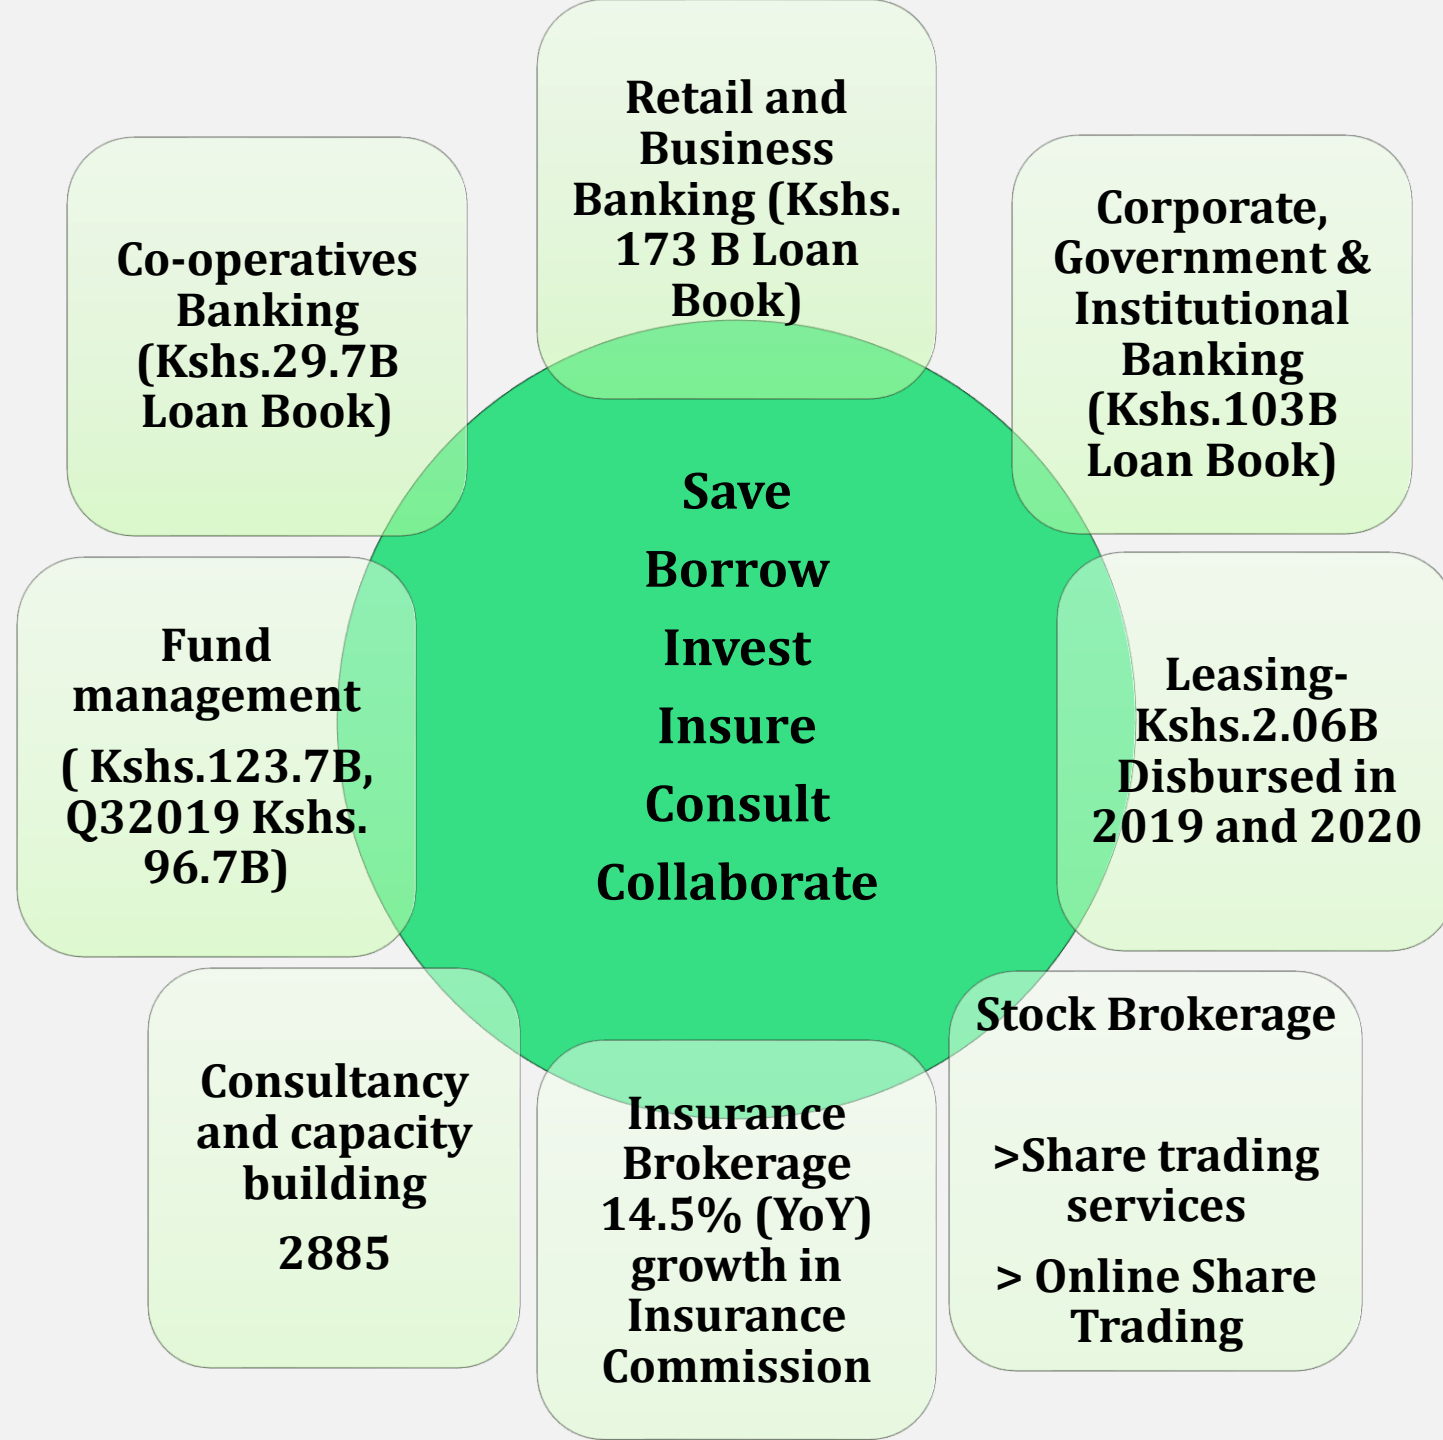 Retail and
Business
Banking (Kshs.
173 B Loan
Book)
Corporate,
Government &
Institutional
Banking
(Kshs.103B
Loan Book)
Leasing-
Kshs.2.06B
Disbursed in
2019 and 2020
Stock Brokerage
>Share trading
services
> Online Share
Trading
Insurance
Brokerage
14.5% (YoY)
growth in
Insurance
Commission
Consultancy
and capacity
building
2885
Fund
management
( Kshs.123.7B,
Q32019 Kshs.
96.7B)
Co-operatives
Banking
(Kshs.29.7B
Loan Book)
Save
Borrow
Invest
Insure
Consult
Collaborate